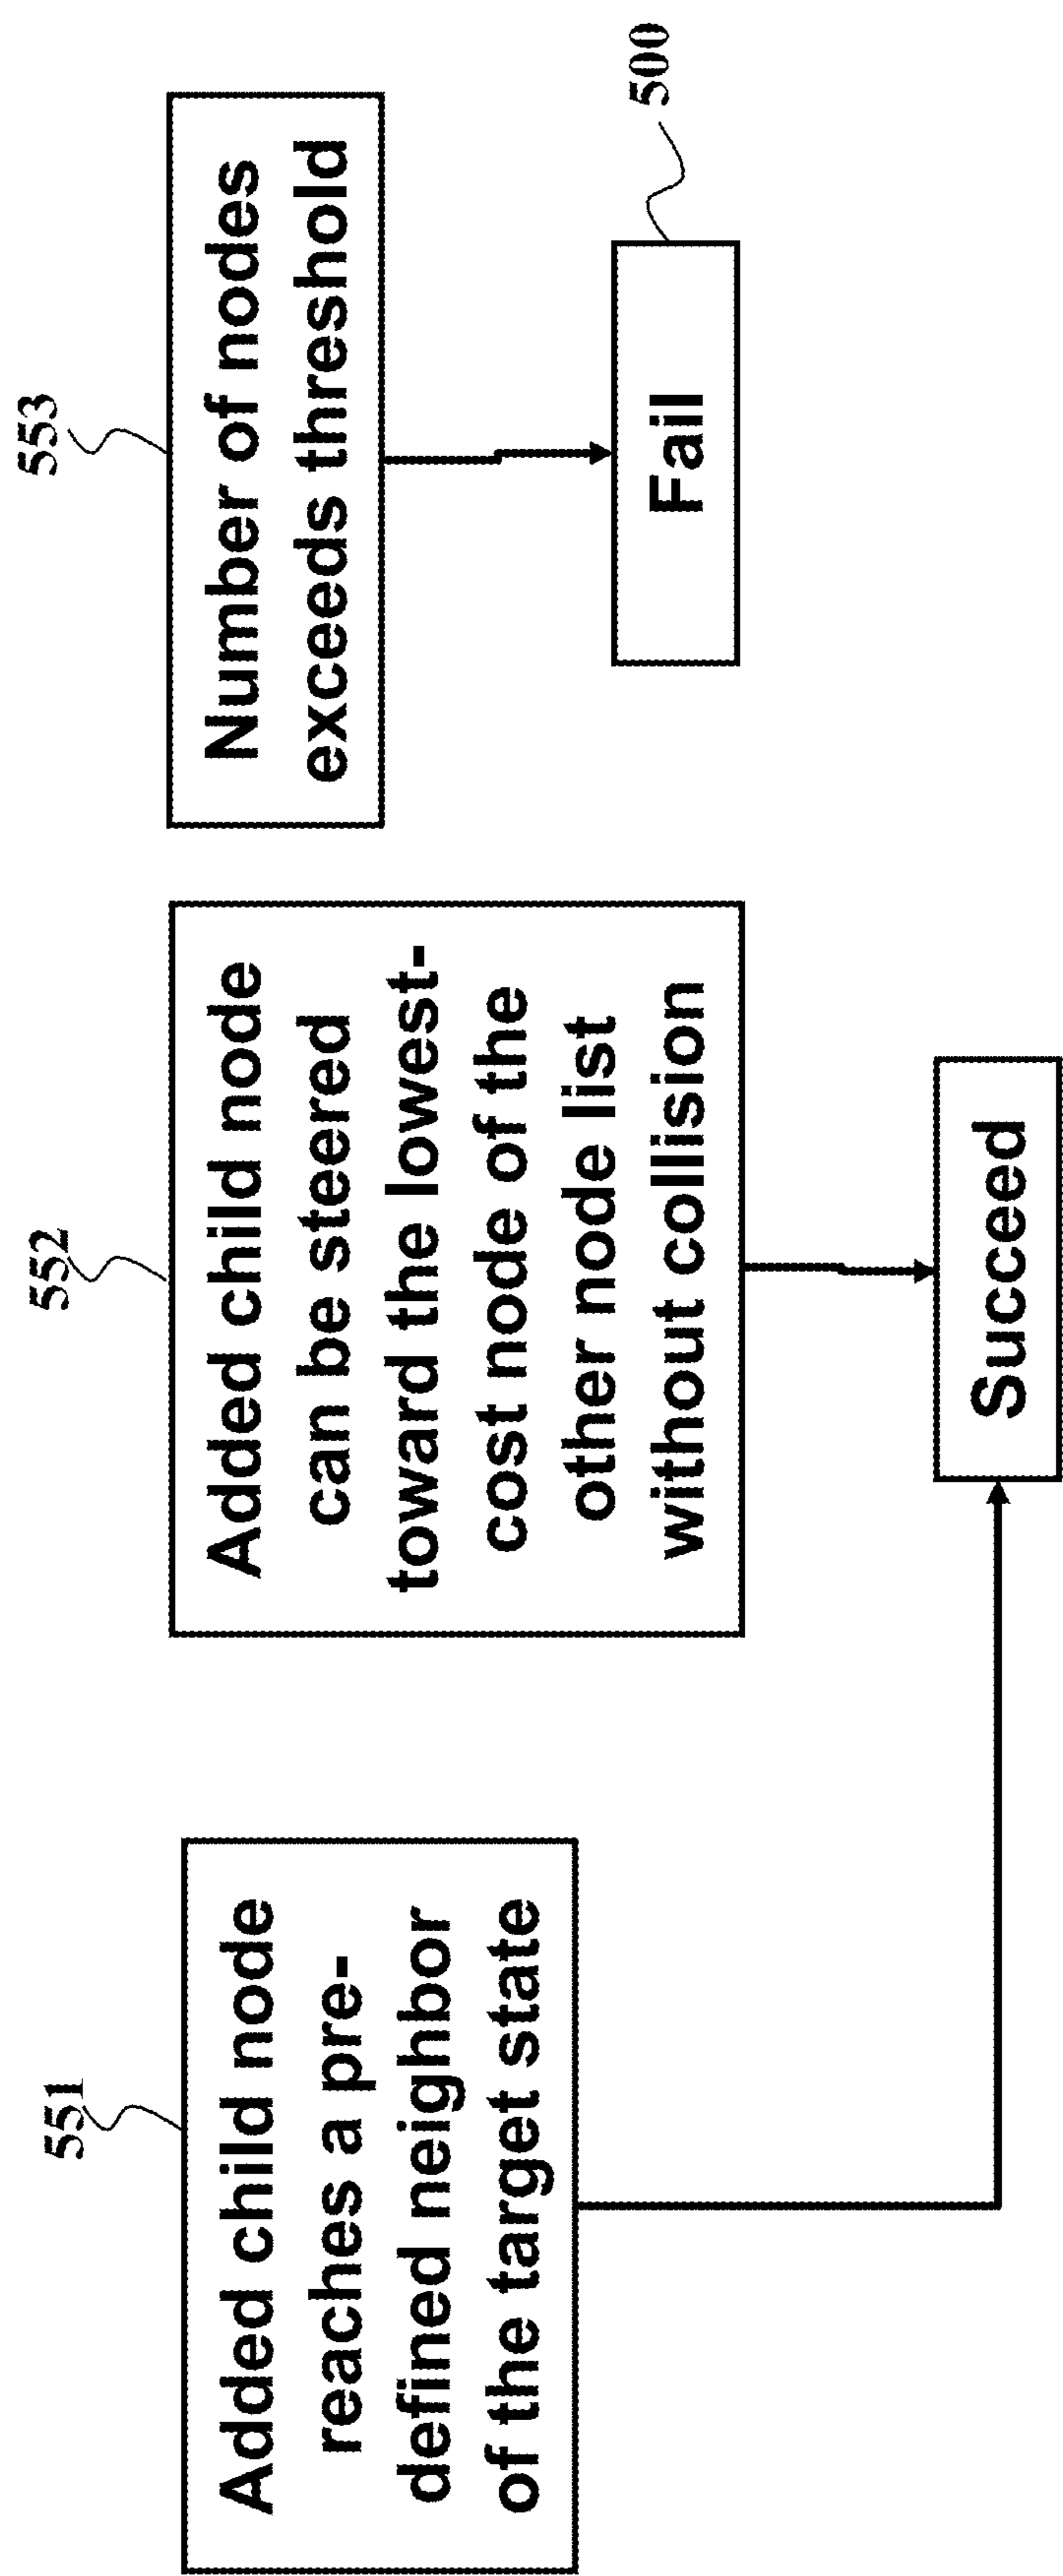 551
Added child node
reaches a pre-
defined neighbor
of the target state
552
Added child node
can be steered
toward the lowest-
cost node of the
other node list
without collision
553
Number of nodes
exceeds threshold
Succeed
Fail
500